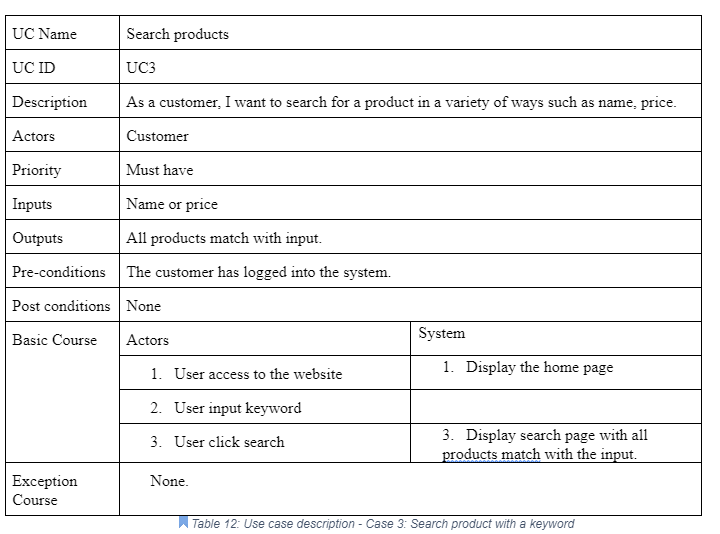 UC Name Search products
UC ID UC3
Description As a customer, I want to search for a product in a variety of ways such as name, price.
Actors Customer
Priority Must have
Inputs Name or price
Outputs All products match with input.
Pre-conditions The customer has logged into the system.
Post conditions None
Basic Course Actors System
1. User access to the website 1. Display the home page
2. User input keyword
3. User click search 3. Display search page with all
products match with the input.
Exception None.
Course
Table 12: Use case description - Case 3: Search product with a keyword